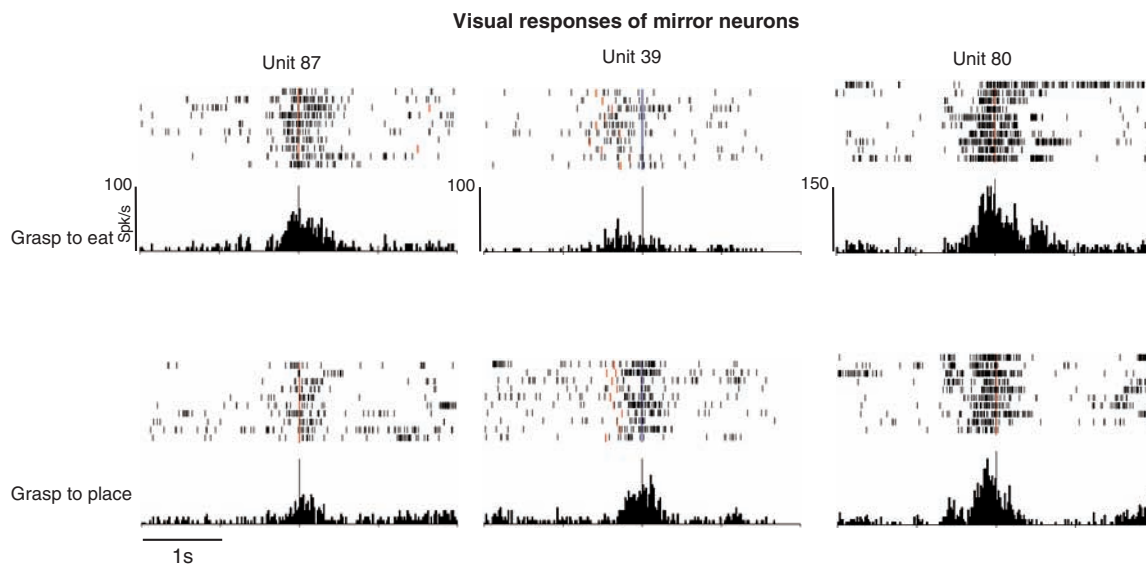 Visual responses of mirror neurons
Unit 87
Unit 39
Unit 80
100
100
150
Spk/s
Grasp to eat
Grasp to place
1s